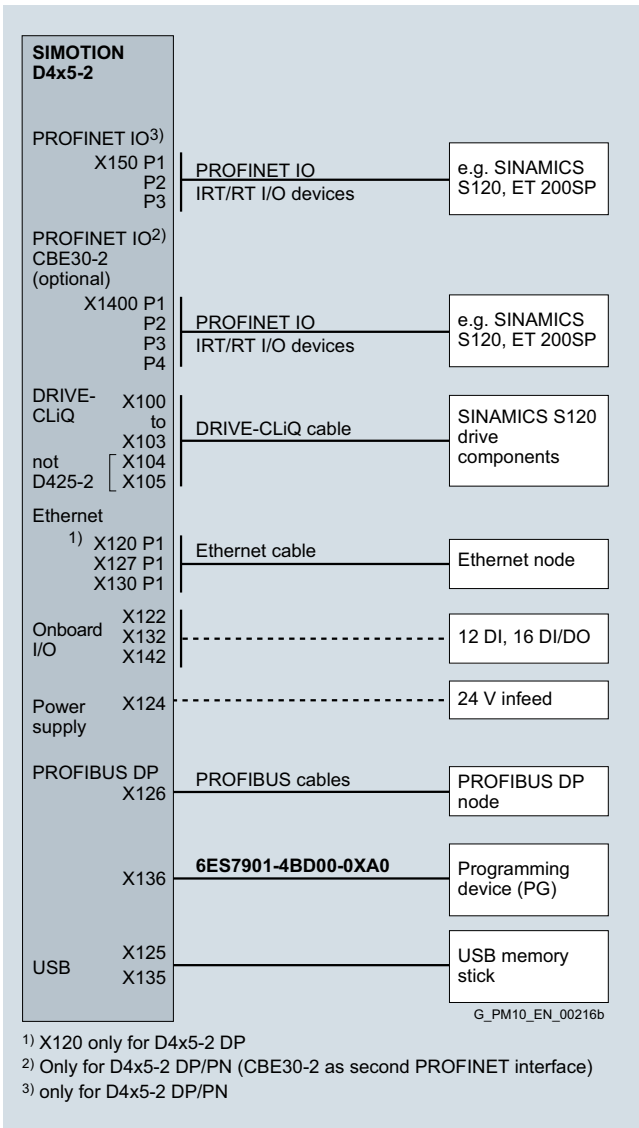 SIMOTION
D4x5-2
PROFINET IO3)
X150 P1
P2
P3
PROFINET IO
IRT/RT I/O devices
e.g. SINAMICS
S120, ET 200SP
PROFINET IO2)
CBE30-2
(optional)
X1400 P1
P2
P3
P4
PROFINET IO
IRT/RT I/O devices
e.g. SINAMICS
S120, ET 200SP
DRIVE-
CLiQ
X100
to
X103
not
D425-2
X104
X105
DRIVE-CLiQ cable
SINAMICS S120
drive
components
Ethernet
1) X120 P1
X127 P1
X130 P1
Ethernet cable
Ethernet node
Onboard
I/O
X122
X132
X142
12 DI, 16 DI/DO
Power
supply
X124
24 V infeed
PROFIBUS DP
X126
PROFIBUS cables
PROFIBUS DP
node
X136
6ES7901-4BD00-0XA0
Programming
device (PG)
USB
X125
X135
USB memory
stick
G_PM10_EN_00216b
1) X120 only for D4x5-2 DP
2) Only for D4x5-2 DP/PN (CBE30-2 as second PROFINET interface)
3) only for D4x5-2 DP/PN